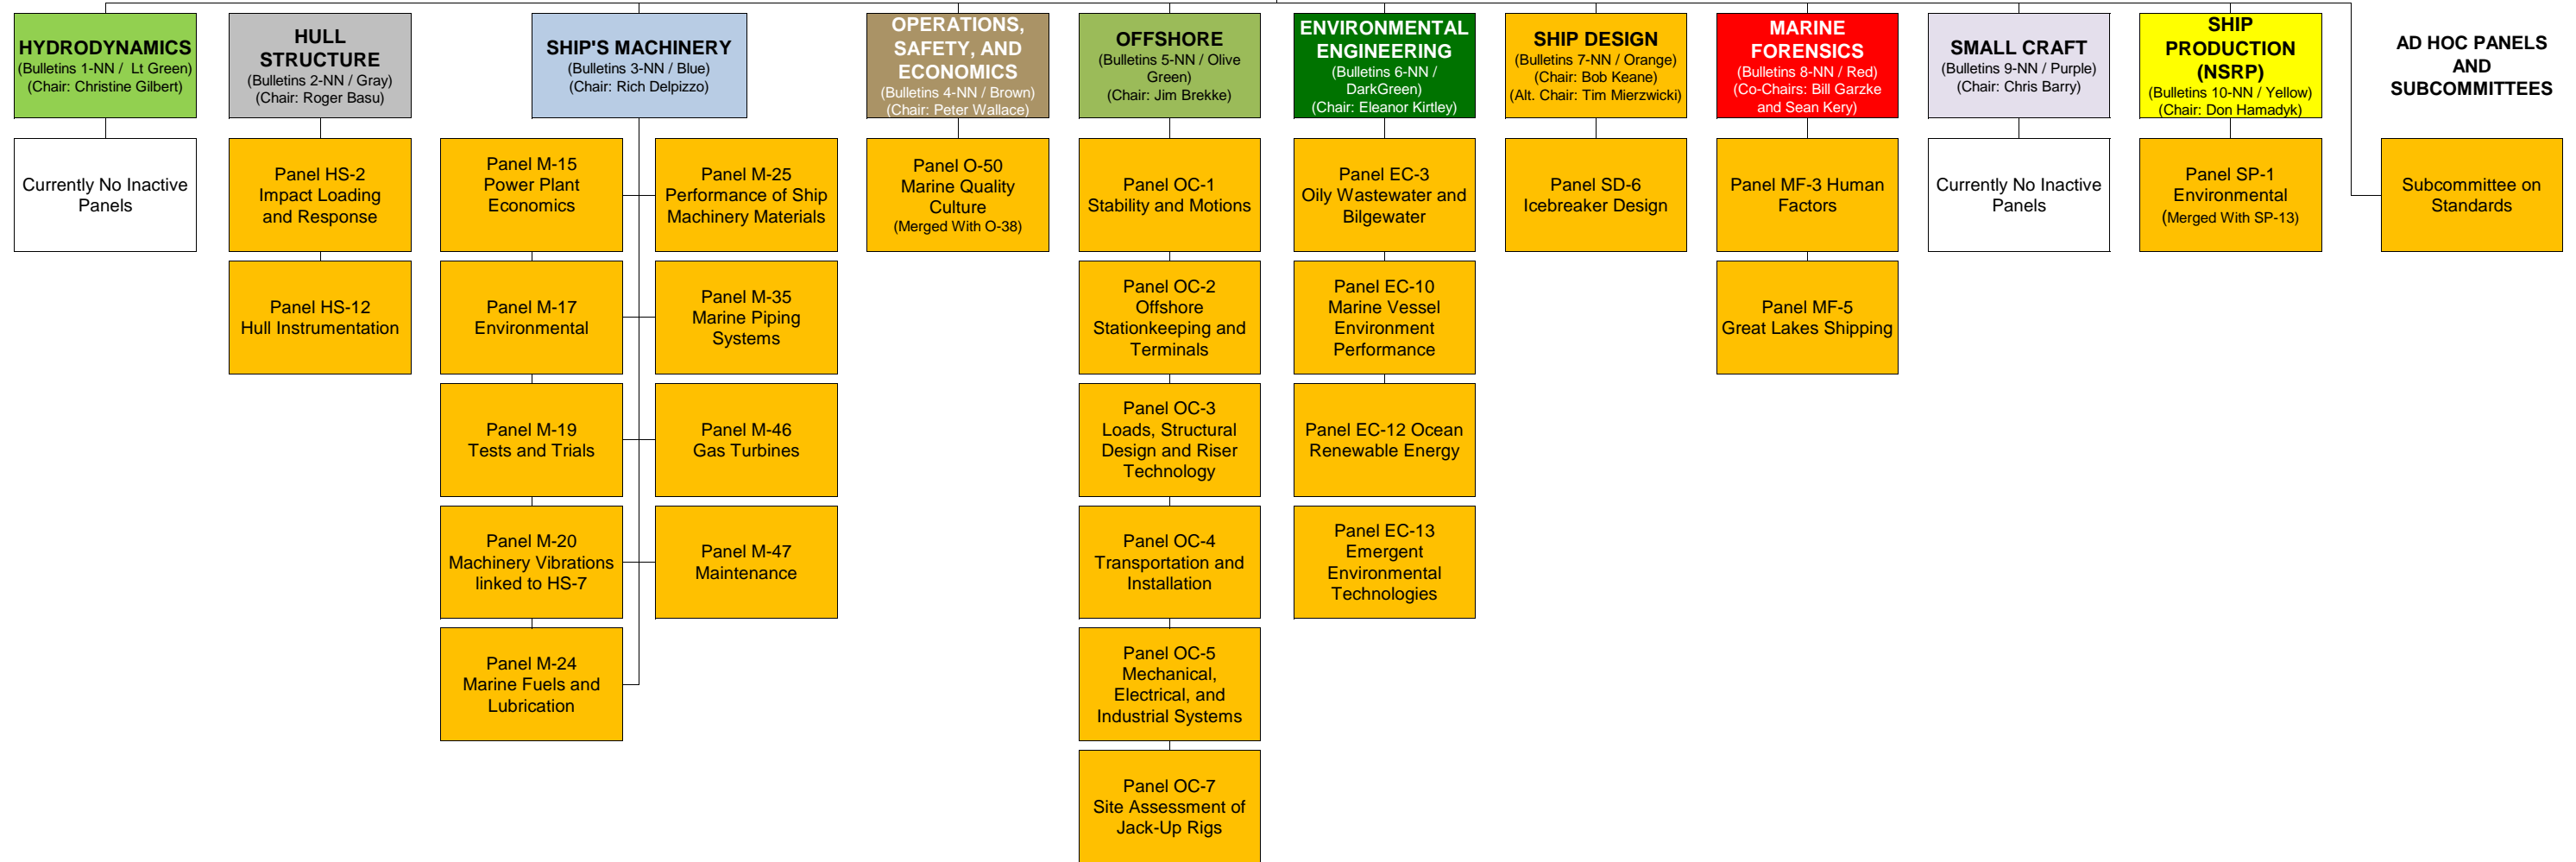 HYDRODYNAMICS
(Bulletins 1-NN / Lt Green)
(Chair: Christine Gilbert)
HULL
STRUCTURE
(Bulletins 2-NN / Gray)
(Chair: Roger Basu)
SHIP'S MACHINERY
(Bulletins 3-NN / Blue)
(Chair: Rich Delpizzo)
OPERATIONS,
SAFETY, AND
ECONOMICS
(Bulletins 4-NN / Brown)
(Chair: Peter Wallace)
OFFSHORE
(Bulletins 5-NN / Olive
Green)
(Chair: Jim Brekke)
ENVIRONMENTAL
ENGINEERING
(Bulletins 6-NN /
DarkGreen)
(Chair: Eleanor Kirtley)
SHIP DESIGN
(Bulletins 7-NN / Orange)
(Chair: Bob Keane)
(Alt. Chair: Tim Mierzwicki)
MARINE
FORENSICS
(Bulletins 8-NN / Red)
(Co-Chairs: Bill Garzke
and Sean Kery)
SMALL CRAFT
(Bulletins 9-NN / Purple)
(Chair: Chris Barry)
SHIP
PRODUCTION
(NSRP)
(Bulletins 10-NN / Yellow)
(Chair: Don Hamadyk)
AD HOC PANELS
AND
SUBCOMMITTEES
Currently No Inactive
Panels
Panel HS-2
Impact Loading
and Response
Panel HS-12
Hull Instrumentation
Panel M-15
Power Plant
Economics
Panel M-17
Environmental
Panel M-19
Tests and Trials
Panel M-20
Machinery Vibrations
linked to HS-7
Panel M-24
Marine Fuels and
Lubrication
Panel M-25
Performance of Ship
Machinery Materials
Panel M-35
Marine Piping
Systems
Panel M-46
Gas Turbines
Panel M-47
Maintenance
Panel O-50
Marine Quality
Culture
(Merged With O-38)
Panel OC-1
Stability and Motions
Panel OC-2
Offshore
Stationkeeping and
Terminals
Panel OC-3
Loads, Structural
Design and Riser
Technology
Panel OC-4
Transportation and
Installation
Panel OC-5
Mechanical,
Electrical, and
Industrial Systems
Panel OC-7
Site Assessment of
Jack-Up Rigs
Panel EC-3
Oily Wastewater and
Bilgewater
Panel EC-10
Marine Vessel
Environment
Performance
Panel EC-12 Ocean
Renewable Energy
Panel EC-13
Emergent
Environmental
Technologies
Panel SD-6
Icebreaker Design
Panel MF-3 Human
Factors
Panel MF-5
Great Lakes Shipping
Currently No Inactive
Panels
Panel SP-1
Environmental
(Merged With SP-13)
Subcommittee on
Standards